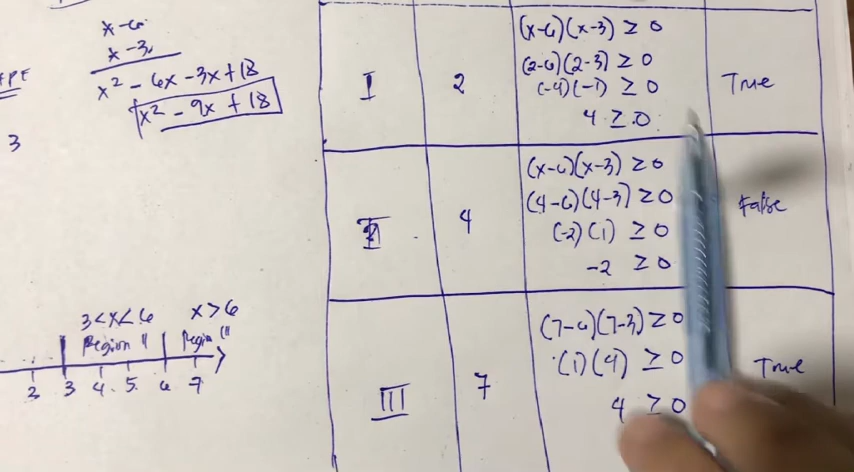 x-6
x-3
x² - 6x - 3x + 18
x² - 9x + 18
3
3<x<6
x>6
Region II
Region III
2 3 4 5 6 7
I
2
(x-6)(x-3) ≥ 0
(2-6)(2-3) ≥ 0
(-4)(-1) ≥ 0
4 ≥ 0
True
II
4
(x-6)(x-3) ≥ 0
(4-6)(4-3) ≥ 0
(-2)(1) ≥ 0
-2 ≥ 0
False
III
7
(7-6)(7-3) ≥ 0
(1)(4) ≥ 0
4 ≥ 0
True